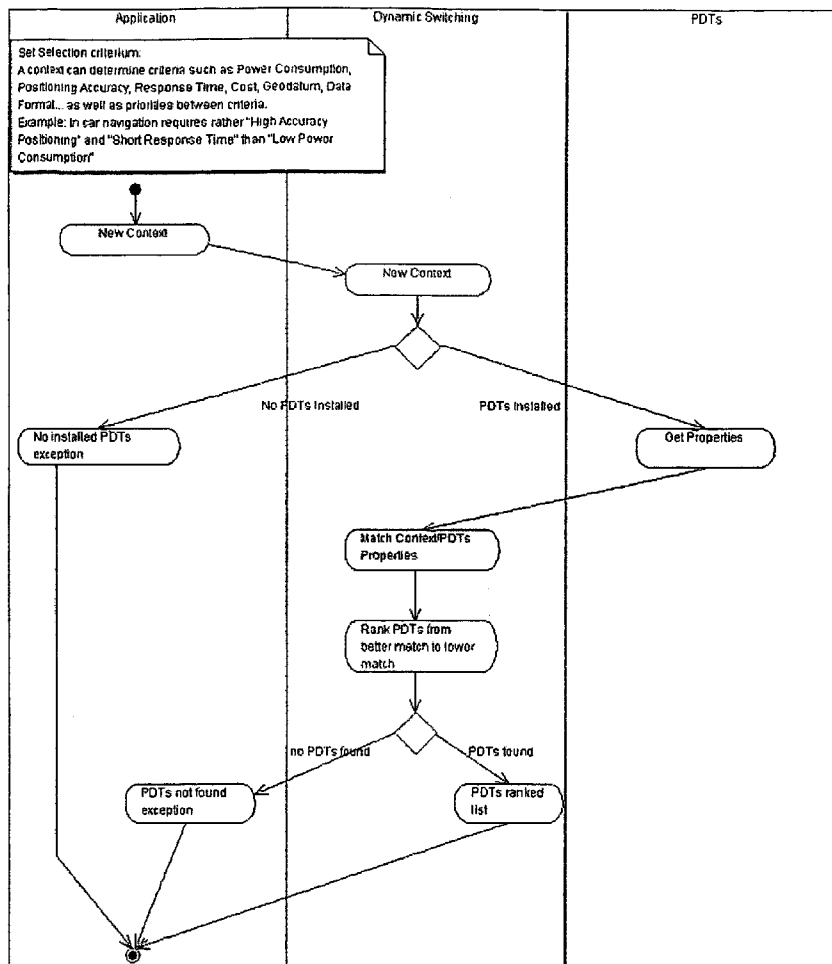 Application
Dynamic Switching
PDTs
Set Selection criterium:
A context can determine criteria such as Power Consumption,
Positioning Accuracy, Response Time, Cost, Geodatum, Data
Format... as well as priorities between criteria.
Example: In car navigation requires rather "High Accuracy
Positioning" and "Short Response Time" than "Low Power
Consumption"
New Context
New Context
No PDTs Installed
PDTs Installed
No installed PDTs
exception
Get Properties
Match Context/PDTs
Properties
Rank PDTs from
better match to lower
match
no PDTs found
PDTs found
PDTs not found
exception
PDTs ranked
list